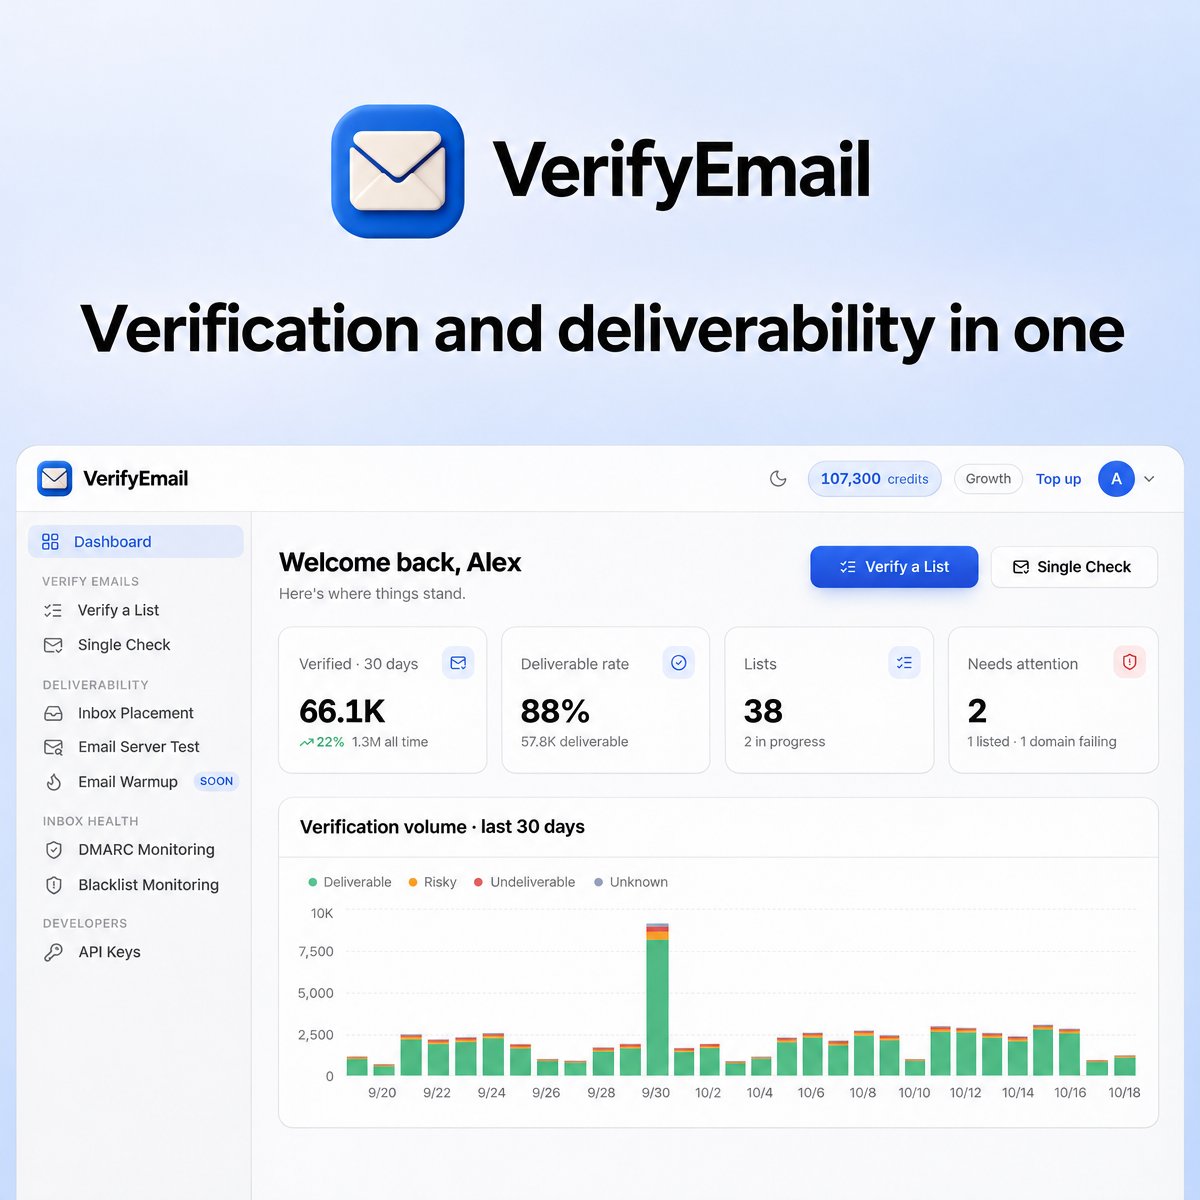 VerifyEmail
Verification and deliverability in one
VerifyEmail
107,300 credits
Growth
Top up
A
Dashboard
VERIFY EMAILS
Verify a List
Single Check
DELIVERABILITY
Inbox Placement
Email Server Test
Email Warmup SOON
INBOX HEALTH
DMARC Monitoring
Blacklist Monitoring
DEVELOPERS
API Keys
Welcome back, Alex
Here's where things stand.
Verify a List
Single Check
Verified · 30 days
66.1K
22% 1.3M all time
Deliverable rate
88%
57.8K deliverable
Lists
38
2 in progress
Needs attention
2
1 listed · 1 domain failing
Verification volume · last 30 days
Deliverable Risky Undeliverable Unknown
10K
7,500
5,000
2,500
0
9/20 9/22 9/24 9/26 9/28 9/30 10/2 10/4 10/6 10/8 10/10 10/12 10/14 10/16 10/18